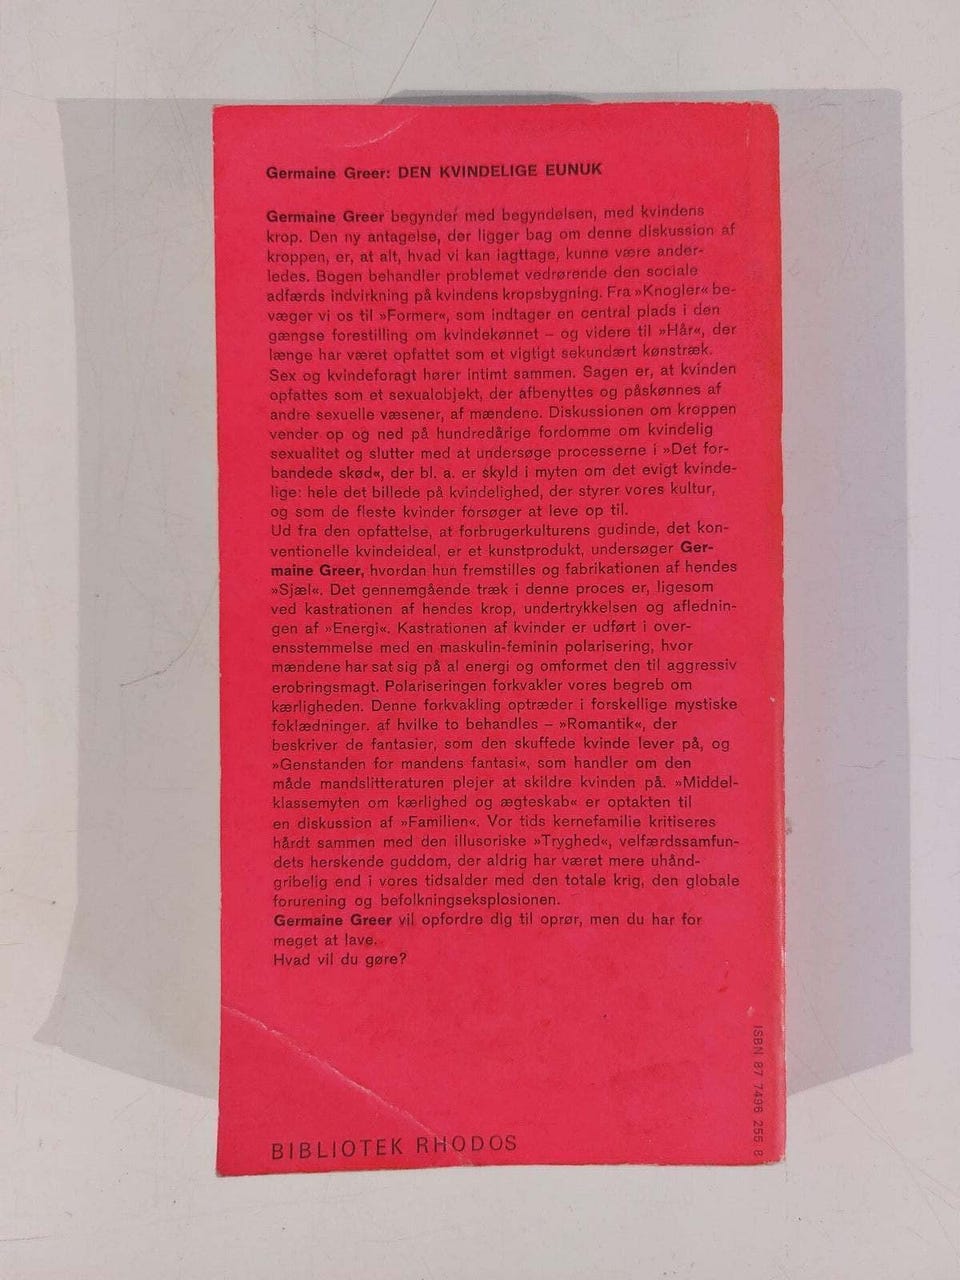 Germaine Greer: DEN KVINDELIGE EUNUK
Germaine Greer begynder med begyndelsen, med kvindens
krop. Den ny antagelse, der ligger bag om denne diskussion af
kroppen, er, at alt, hvad vi kan iagttage, kunne være ander-
ledes. Bogen behandler problemet vedrørende den sociale
adfærds indvirkning på kvindens kropsbygning. Fra »Knogler« be-
væger vi os til »Former«, som indtager en central plads i den
gængse forestilling om kvindekønnet – og videre til »Hår«, der
længe har været opfattet som et vigtigt sekundært kønstræk.
Sex og kvindeforagt hører intimt sammen. Sagen er, at kvinden
opfattes som et sexualobjekt, der afbenyttes og påskønnes af
andre sexuelle væsener, af mændene. Diskussionen om kroppen
vender op og ned på hundredårige fordomme om kvindelig
sexualitet og slutter med at undersøge processerne i »Det for-
bandede skød«, der bl. a. er skyld i myten om det evigt kvinde-
lige: hele det billede på kvindelighed, der styrer vores kultur,
og som de fleste kvinder forsøger at leve op til.
Ud fra den opfattelse, at forbrugerkulturens gudinde, det kon-
ventionelle kvindeideal, er et kunstprodukt, undersøger Ger-
maine Greer, hvordan hun fremstilles og fabrikationen af hendes
»Sjæl«. Det gennemgående træk i denne proces er, ligesom
ved kastrationen af hendes krop, undertrykkelsen og aflednin-
gen af »Energi«. Kastrationen af kvinder er udført i over-
ensstemmelse med en maskulin-feminin polarisering, hvor
mændene har sat sig på al energi og omformet den til aggressiv
erobringsmagt. Polariseringen forkvakler vores begreb om
kærligheden. Denne forkvakling optræder i forskellige mystiske
foklædninger. af hvilke to behandles – »Romantik«, der
beskriver de fantasier, som den skuffede kvinde lever på, og
»Genstanden for mandens fantasi«, som handler om den
måde mandslitteraturen plejer at skildre kvinden på. »Middel-
klassemyten om kærlighed og ægteskab« er optakten til
en diskussion af »Familien«. Vor tids kernefamilie kritiseres
hårdt sammen med den illusoriske »Tryghed«, velfærdssamfun-
dets herskende guddom, der aldrig har været mere uhånd-
gribelig end i vores tidsalder med den totale krig, den globale
forurening og befolkningseksplosionen.
Germaine Greer vil opfordre dig til oprør, men du har for
meget at lave.
Hvad vil du gøre?
BIBLIOTEK RHODOS
ISBN 87 7496 255 8